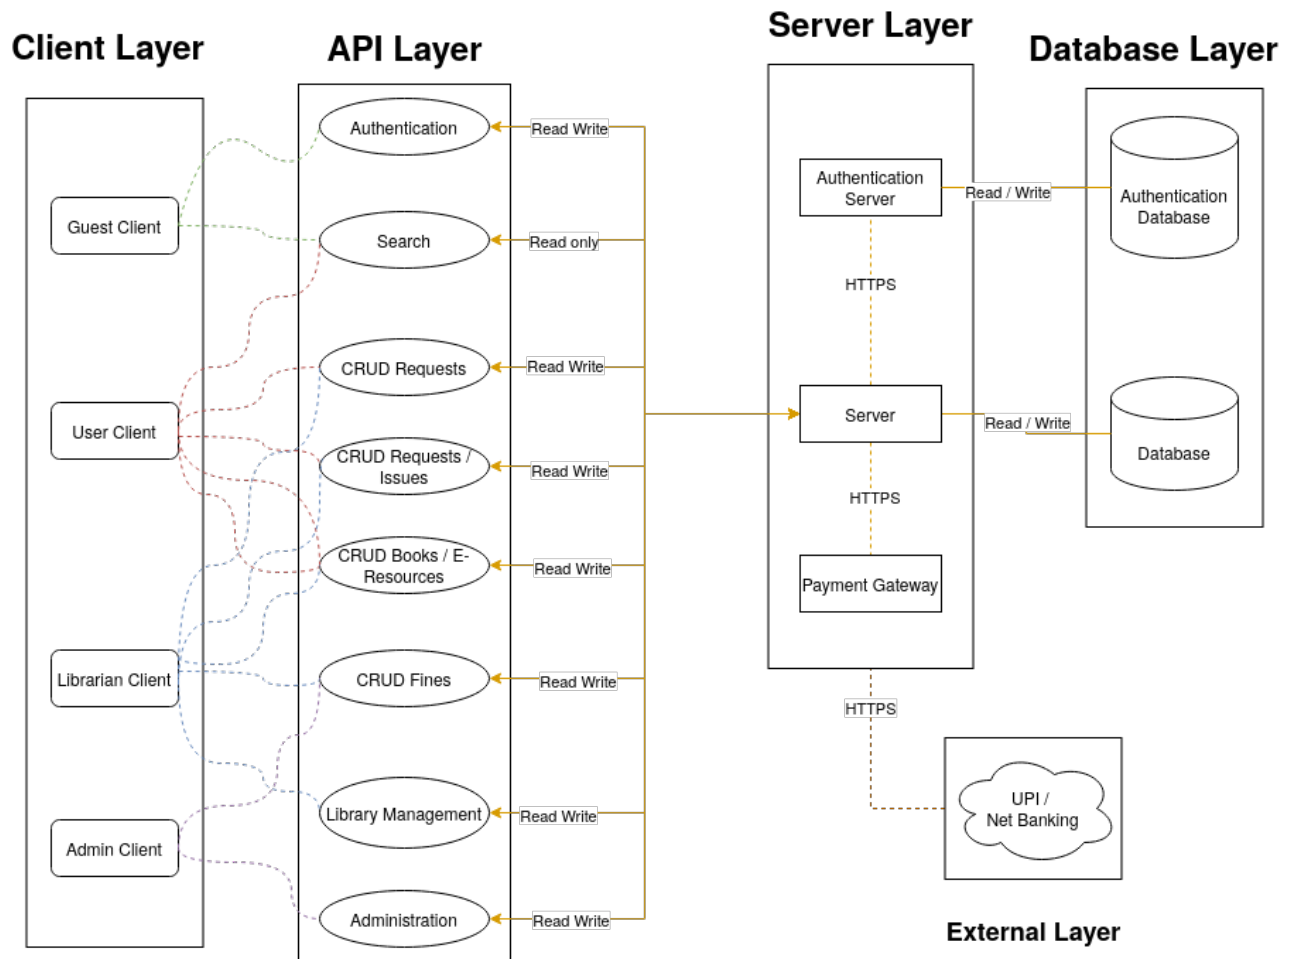 Client Layer
API Layer
Server Layer
Database Layer
Guest Client
User Client
Librarian Client
Admin Client
Authentication
Search
CRUD Requests
CRUD Requests /
Issues
CRUD Books / E-
Resources
CRUD Fines
Library Management
Administration
Read Write
Read only
Read Write
Read Write
Read Write
Read Write
Read Write
Read Write
Authentication
Server
HTTPS
Server
HTTPS
Payment Gateway
HTTPS
Read / Write
Read / Write
Authentication
Database
Database
UPI /
Net Banking
External Layer